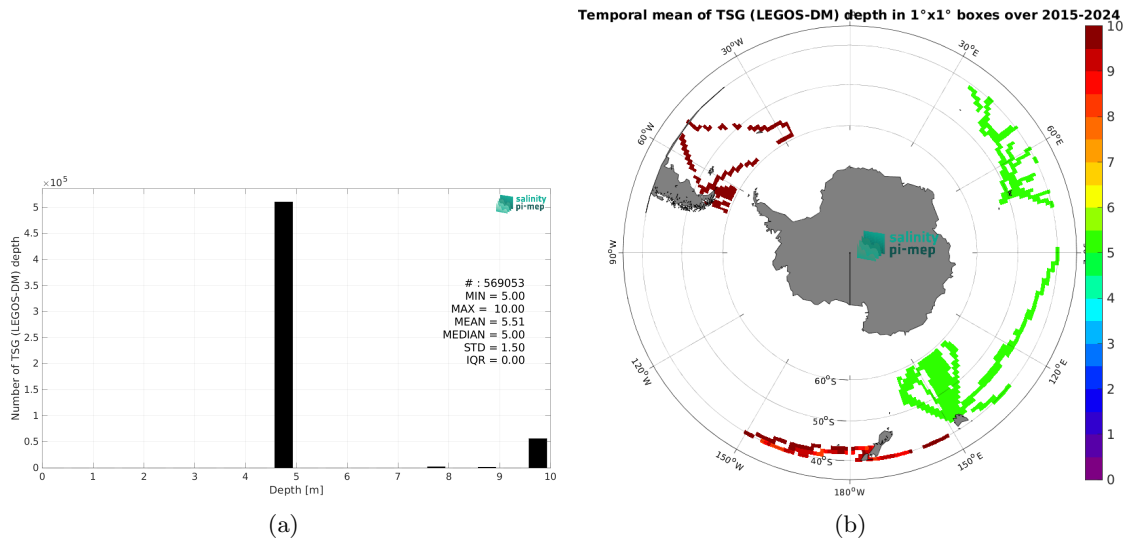 Temporal mean of TSG (LEGOS-DM) depth in 1°x1° boxes over 2015-2024
×10⁵
5
4.5
4
3.5
3
2.5
2
1.5
1
0.5
0
Number of TSG (LEGOS-DM) depth
salinity
pi-mep
# : 569053
MIN = 5.00
MAX = 10.00
MEAN = 5.51
MEDIAN = 5.00
STD = 1.50
IQR = 0.00
0 1 2 3 4 5 6 7 8 9 10
Depth [m]
(a)
30°W
30°E
60°W
60°E
90°W
120°W
120°E
150°W
150°E
180°W
60°S
50°S
40°S
salinity
pi-mep
10
9
8
7
6
5
4
3
2
1
0
(b)